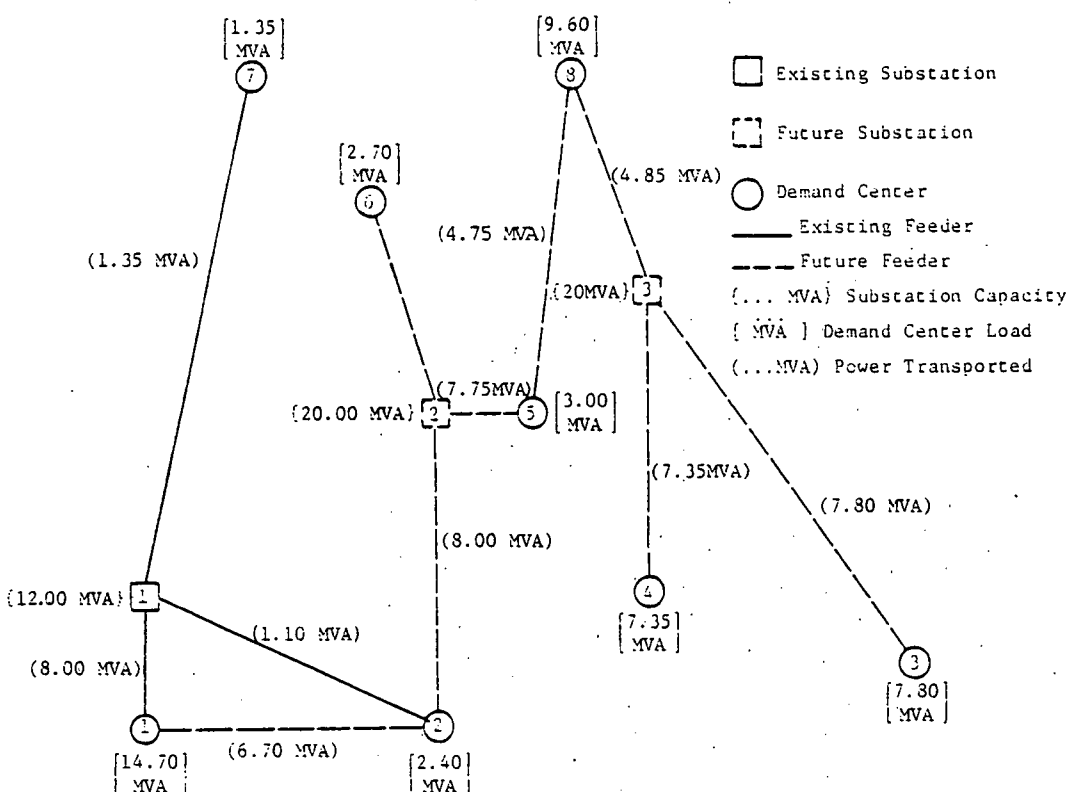 [1.35
MVA]
7
[9.60
MVA]
8
Existing Substation
Future Substation
Demand Center
Existing Feeder
Future Feeder
{... MVA} Substation Capacity
[ MVA ] Demand Center Load
(...MVA) Power Transported
[2.70
MVA]
6
(4.85 MVA)
(4.75 MVA)
(1.35 MVA)
{20MVA}
3
(7.75MVA)
{20.00 MVA}
2
5
[3.00
MVA]
(7.35MVA)
(7.80 MVA)
(8.00 MVA)
{12.00 MVA}
1
4
[7.35
MVA]
(1.10 MVA)
(8.00 MVA)
3
[7.80
MVA]
1
2
(6.70 MVA)
[14.70
MVA]
[2.40
MVA]